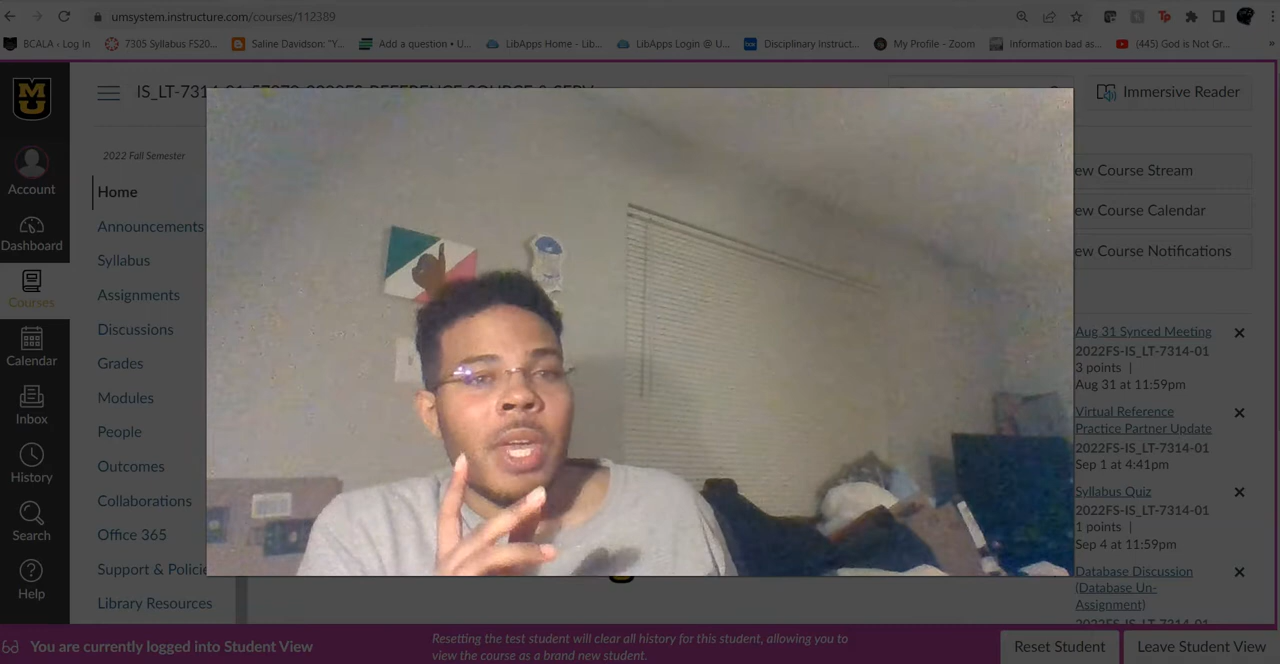 umsystem.instructure.com/courses/112389
BCALA ‹ Log In
7305 Syllabus FS20...
Saline Davidson: "Y...
Add a question • U...
LibApps Home - Lib...
LibApps Login @ U...
Disciplinary Instruct...
My Profile - Zoom
Information bad as...
(445) God is Not Gr...
»
IS_LT-7314
REFERENCE SOURCE & SERV
Immersive Reader
MU
2022 Fall Semester
Account
Dashboard
Courses
Calendar
Inbox
History
Search
Help
Home
Announcements
Syllabus
Assignments
Discussions
Grades
Modules
People
Outcomes
Collaborations
Office 365
Support & Policie
Library Resources
ew Course Stream
ew Course Calendar
ew Course Notifications
Aug 31 Synced Meeting
2022FS-IS_LT-7314-01
3 points |
Aug 31 at 11:59pm
Virtual Reference
Practice Partner Update
2022FS-IS_LT-7314-01
Sep 1 at 4:41pm
Syllabus Quiz
2022FS-IS_LT-7314-01
1 points |
Sep 4 at 11:59pm
Database Discussion
(Database Un-
Assignment)
You are currently logged into Student View
Resetting the test student will clear all history for this student, allowing you to
view the course as a brand new student.
Reset Student
Leave Student View